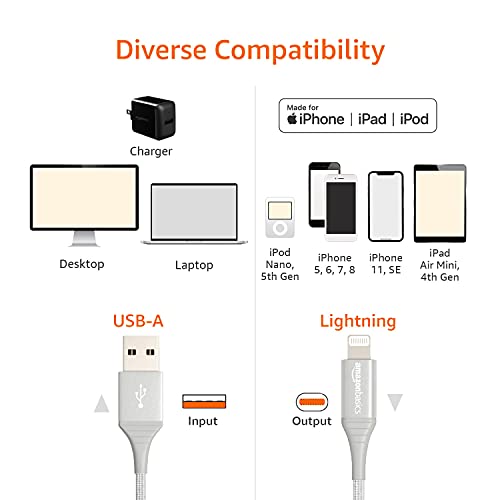 Diverse Compatibility
Charger
Desktop
Laptop
Made for
iPhone | iPad | iPod
iPod
Nano,
5th Gen
iPhone
5, 6, 7, 8
iPhone
11, SE
iPad
Air Mini,
4th Gen
USB-A
Input
Lightning
Output
amazonbasics